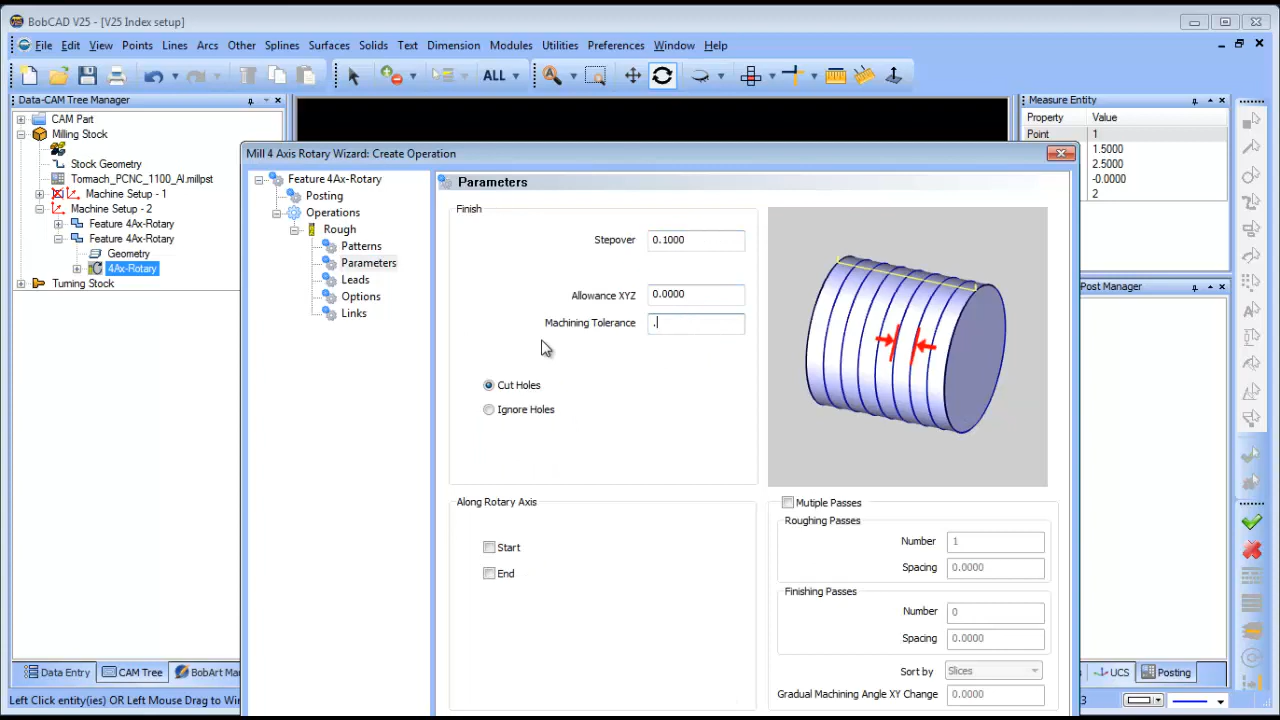 BobCAD V25 - [V25 Index setup]
File Edit View Points Lines Arcs Other Splines Surfaces Solids Text Dimension Modules Utilities Preferences Window Help
ALL
Data-CAM Tree Manager
Measure Entity
CAM Part
Milling Stock
Stock Geometry
Tormach_PCNC_1100_Al.millpst
Machine Setup - 1
Machine Setup - 2
Feature 4Ax-Rotary
Feature 4Ax-Rotary
Geometry
4Ax-Rotary
Turning Stock
Property Value
Point 1
1.5000
2.5000
-0.0000
2
Post Manager
Mill 4 Axis Rotary Wizard: Create Operation
Feature 4Ax-Rotary
Posting
Operations
Rough
Patterns
Parameters
Leads
Options
Links
Parameters
Finish
Stepover 0.1000
Allowance XYZ 0.0000
Machining Tolerance .
Cut Holes
Ignore Holes
Along Rotary Axis
Start
End
Mutiple Passes
Roughing Passes
Number 1
Spacing 0.0000
Finishing Passes
Number 0
Spacing 0.0000
Sort by Slices
Gradual Machining Angle XY Change 0.0000
Data Entry CAM Tree BobArt Ma
UCS Posting
Left Click entity(ies) OR Left Mouse Drag to Wi